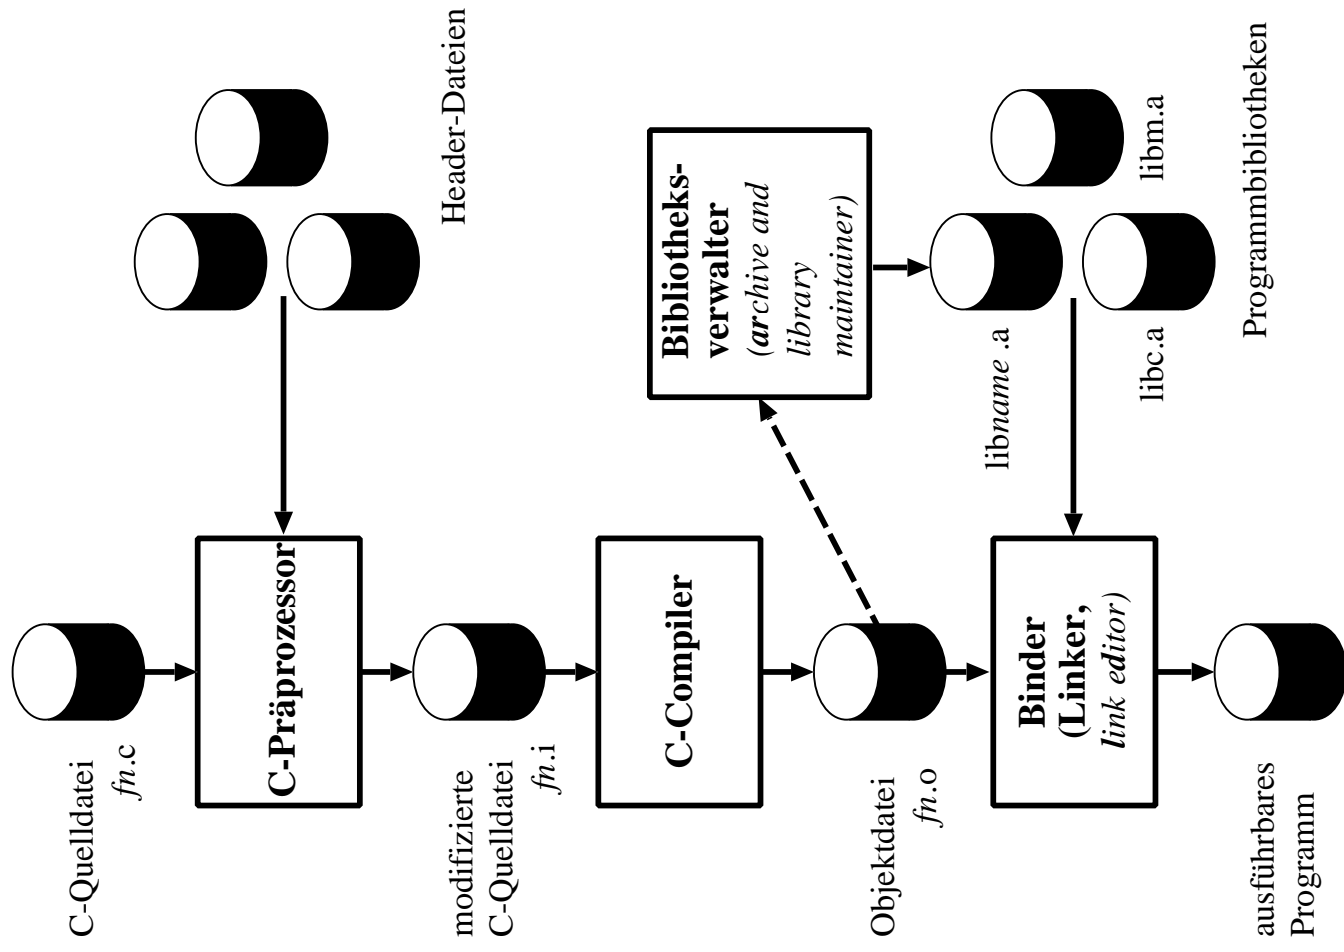 C-Quelldatei
fn.c
C-Präprozessor
Header-Dateien
modifizierte
C-Quelldatei
fn.i
C-Compiler
Bibliotheks-
verwalter
(archive and
library
maintainer)
Objektdatei
fn.o
Binder
(Linker,
link editor)
libname .a
libc.a
libm.a
Programmbibliotheken
ausführbares
Programm